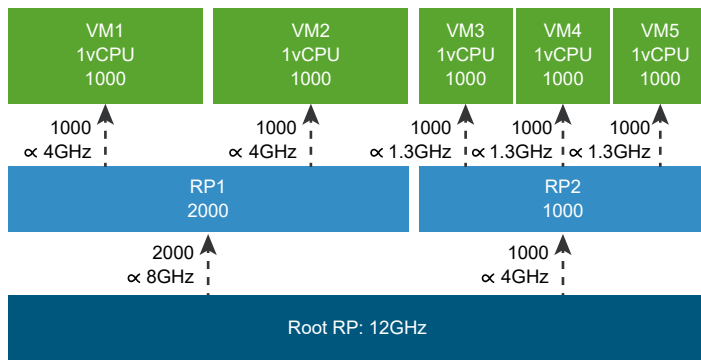 VM1
1vCPU
1000
VM2
1vCPU
1000
VM3
1vCPU
1000
VM4
1vCPU
1000
VM5
1vCPU
1000
1000
∝ 4GHz
1000
∝ 4GHz
1000
∝ 1.3GHz
1000
∝ 1.3GHz
1000
∝ 1.3GHz
RP1
2000
RP2
1000
2000
∝ 8GHz
1000
∝ 4GHz
Root RP: 12GHz